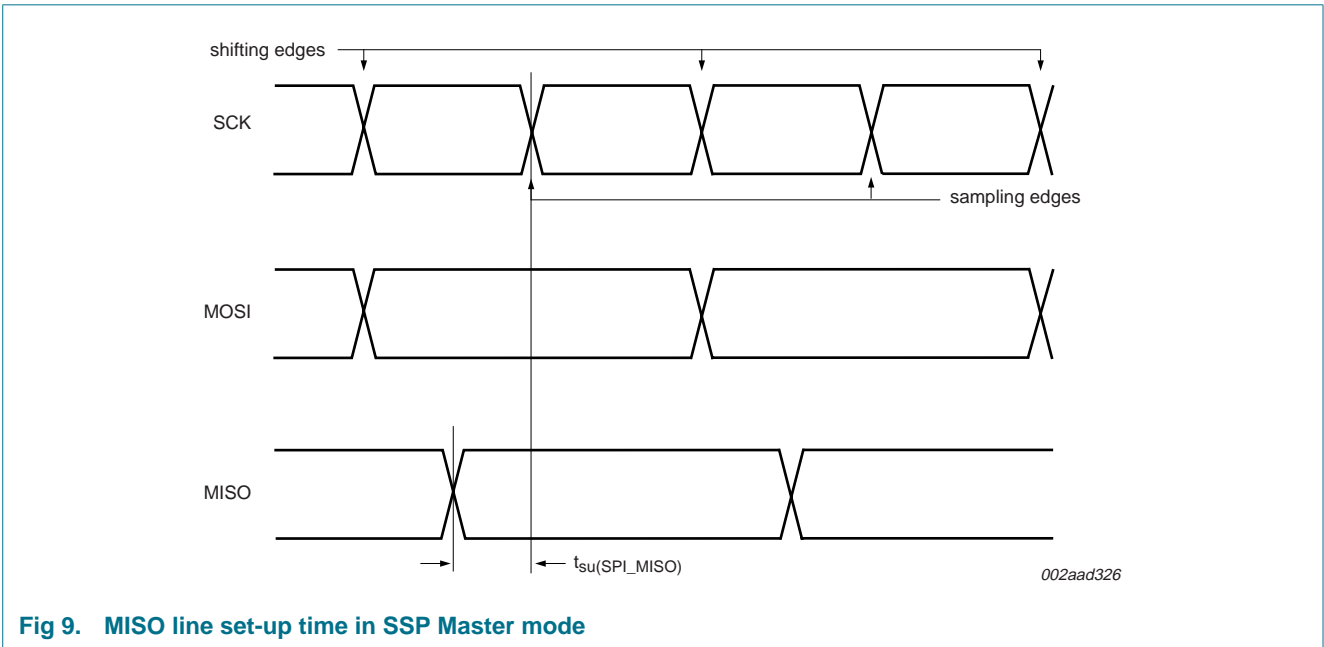 shifting edges
SCK
sampling edges
MOSI
MISO
tsu(SPI_MISO)
002aad326
Fig 9. MISO line set-up time in SSP Master mode